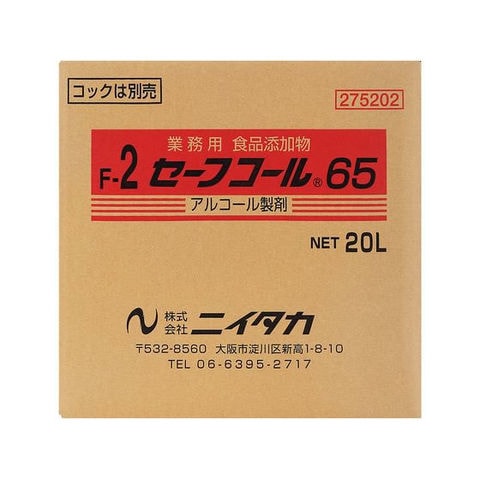 コックは別売
275202
業務用 食品添加物
F-2 セーフコール® 65
アルコール製剤
NET 20L
株式会社 ニイタカ
〒532-8560 大阪市淀川区新高1-8-10
TEL 06-6395-2717